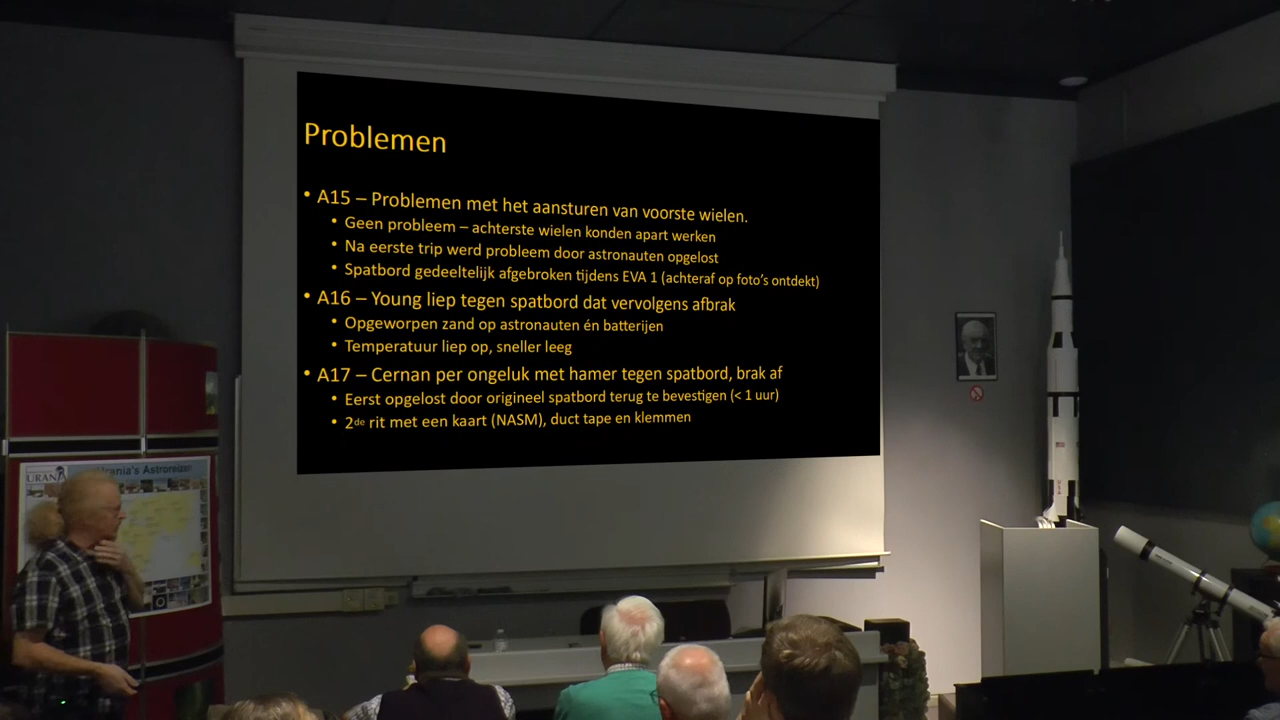 Problemen
• A15 – Problemen met het aansturen van voorste wielen.
• Geen probleem – achterste wielen konden apart werken
• Na eerste trip werd probleem door astronauten opgelost
• Spatbord gedeeltelijk afgebroken tijdens EVA 1 (achteraf op foto's ontdekt)
• A16 – Young liep tegen spatbord dat vervolgens afbrak
• Opgeworpen zand op astronauten én batterijen
• Temperatuur liep op, sneller leeg
• A17 – Cernan per ongeluk met hamer tegen spatbord, brak af
• Eerst opgelost door origineel spatbord terug te bevestigen (< 1 uur)
• 2de rit met een kaart (NASM), duct tape en klemmen
Urania's Astroreizen
URAN
USA